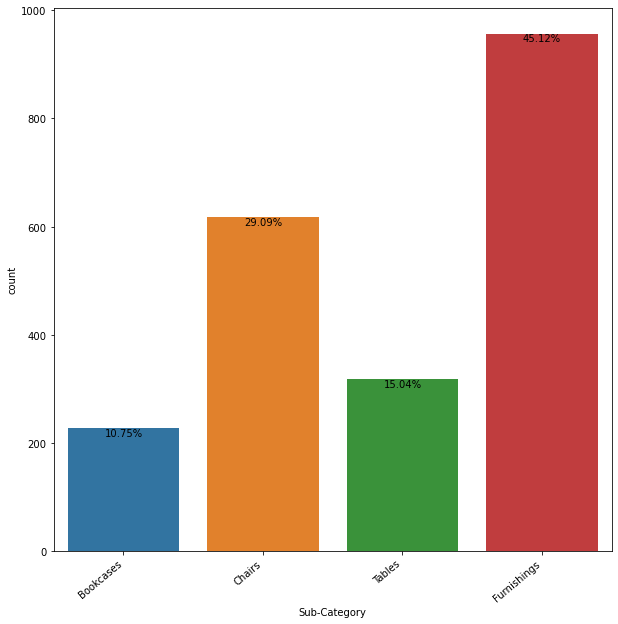 1000
800
600
400
200
0
count
45.12%
29.09%
15.04%
10.75%
Bookcases
Chairs
Tables
Furnishings
Sub-Category